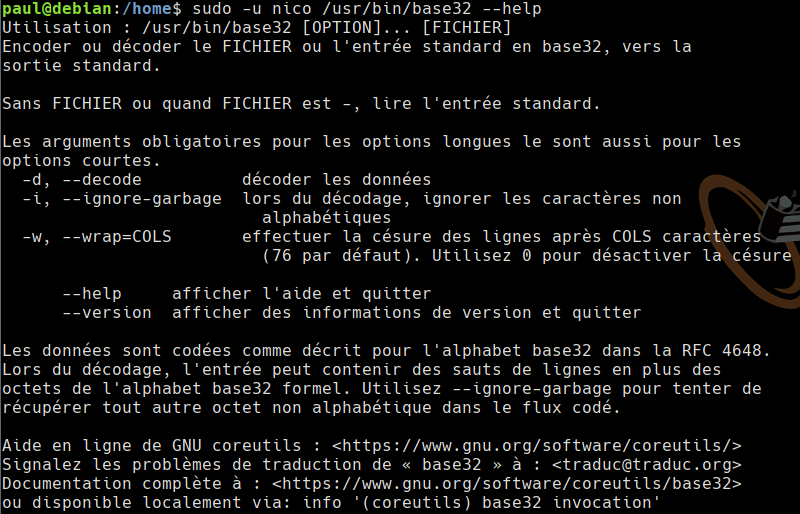 paul@debian:/home$ sudo -u nico /usr/bin/base32 --help
Utilisation : /usr/bin/base32 [OPTION]... [FICHIER]
Encoder ou décoder le FICHIER ou l'entrée standard en base32, vers la
sortie standard.
Sans FICHIER ou quand FICHIER est -, lire l'entrée standard.
Les arguments obligatoires pour les options longues le sont aussi pour les
options courtes.
-d, --decode décoder les données
-i, --ignore-garbage lors du décodage, ignorer les caractères non
alphabétiques
-w, --wrap=COLS effectuer la césure des lignes après COLS caractères
(76 par défaut). Utilisez 0 pour désactiver la césure
--help afficher l'aide et quitter
--version afficher des informations de version et quitter
Les données sont codées comme décrit pour l'alphabet base32 dans la RFC 4648.
Lors du décodage, l'entrée peut contenir des sauts de lignes en plus des
octets de l'alphabet base32 formel. Utilisez --ignore-garbage pour tenter de
récupérer tout autre octet non alphabétique dans le flux codé.
Aide en ligne de GNU coreutils : <https://www.gnu.org/software/coreutils/>
Signalez les problèmes de traduction de « base32 » à : <traduc@traduc.org>
Documentation complète à : <https://www.gnu.org/software/coreutils/base32>
ou disponible localement via: info '(coreutils) base32 invocation'